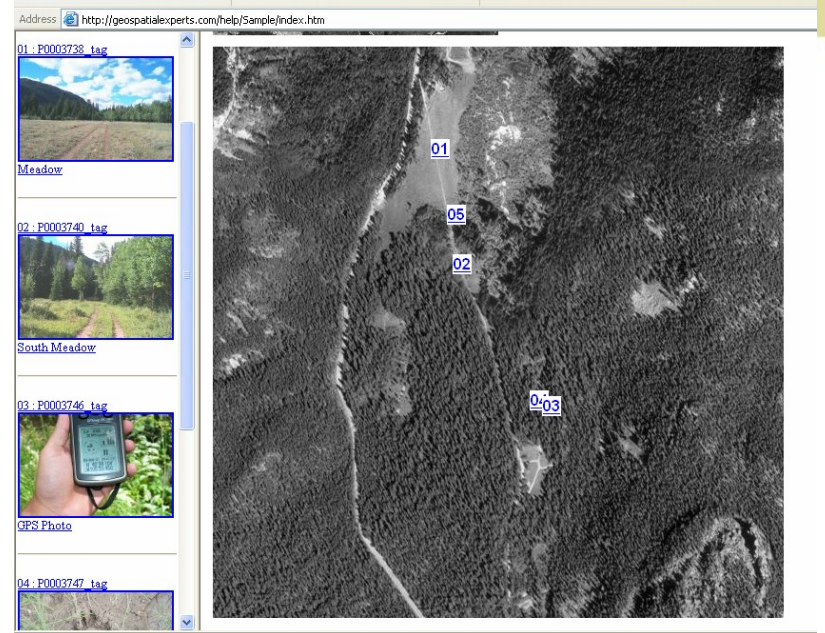 Address http://geospatialexperts.com/help/Sample/index.htm
01 : P0003738_tag
Meadow
02 : P0003740_tag
South Meadow
03 : P0003746_tag
GPS Photo
04 : P0003747_tag
01
05
02
04
03